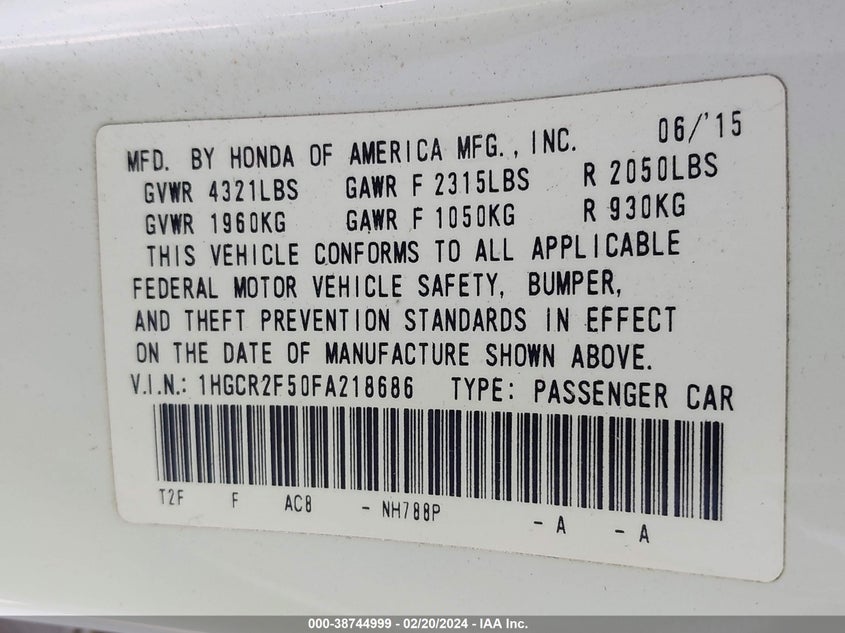 MFD. BY HONDA OF AMERICA MFG., INC. 06/'15
GVWR 4321LBS GAWR F 2315LBS R 2050LBS
GVWR 1960KG GAWR F 1050KG R 930KG
THIS VEHICLE CONFORMS TO ALL APPLICABLE
FEDERAL MOTOR VEHICLE SAFETY, BUMPER,
AND THEFT PREVENTION STANDARDS IN EFFECT
ON THE DATE OF MANUFACTURE SHOWN ABOVE.
V.I.N.: 1HGCR2F50FA218686 TYPE: PASSENGER CAR
T2F F AC8 - NH788P - A - A
000-38744999 - 02/20/2024 - IAA Inc.